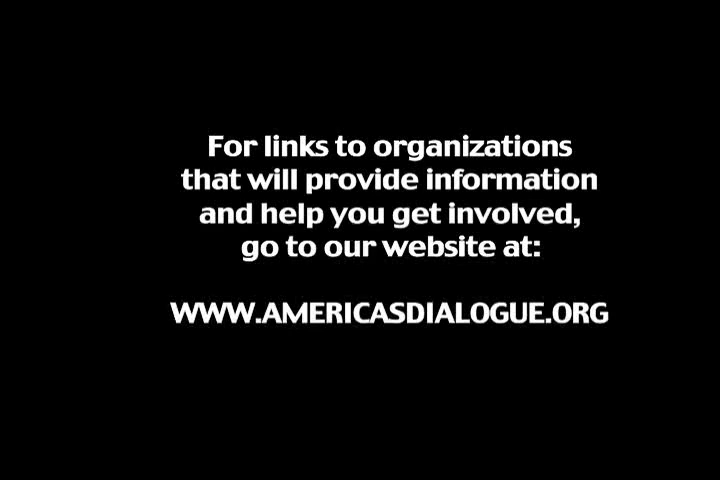 For links to organizations
that will provide information
and help you get involved,
go to our website at:
WWW.AMERICASDIALOGUE.ORG